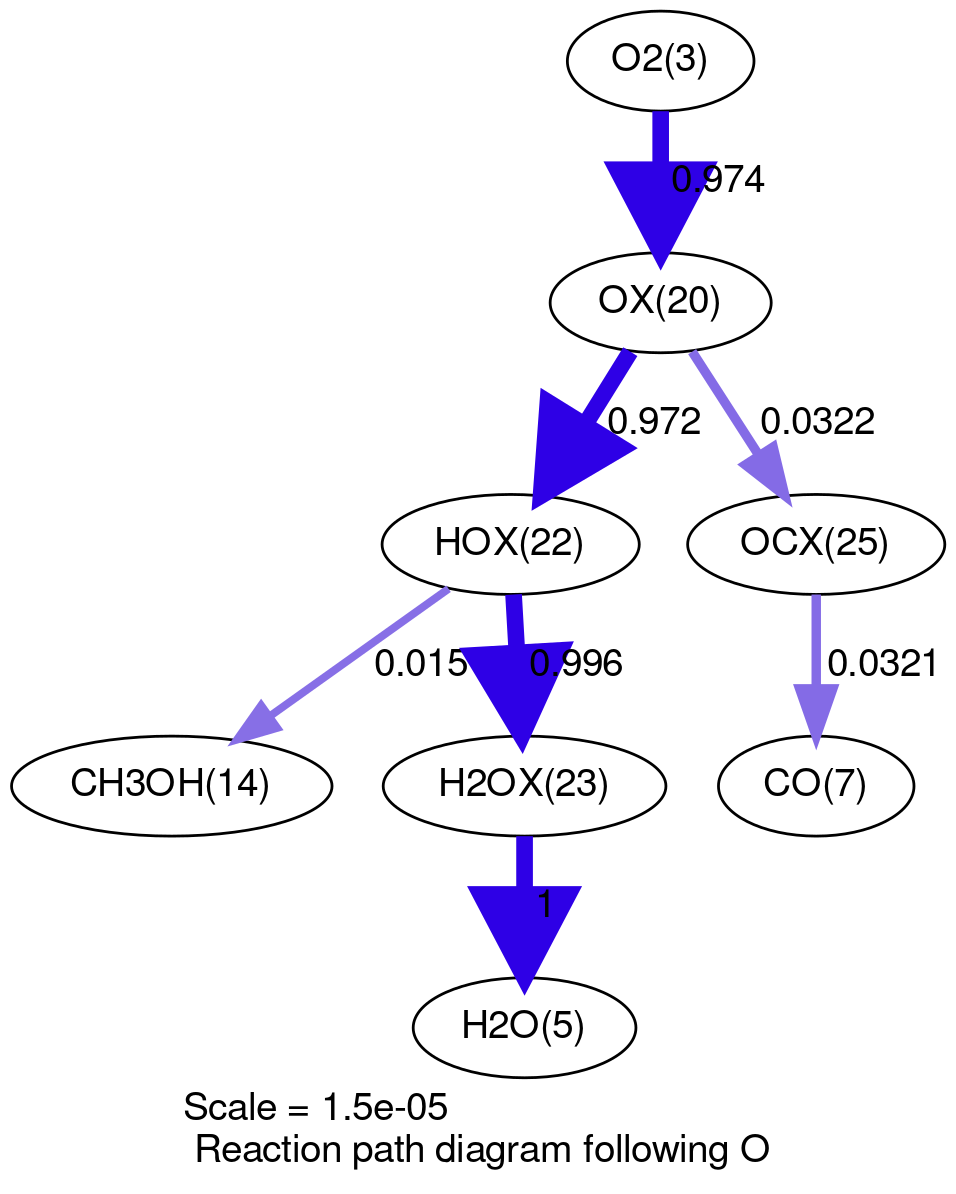 O2(3)
0.974
OX(20)
0.972
0.0322
HOX(22)
OCX(25)
0.015
0.996
0.0321
CH3OH(14)
H2OX(23)
CO(7)
1
H2O(5)
Scale = 1.5e-05
Reaction path diagram following O